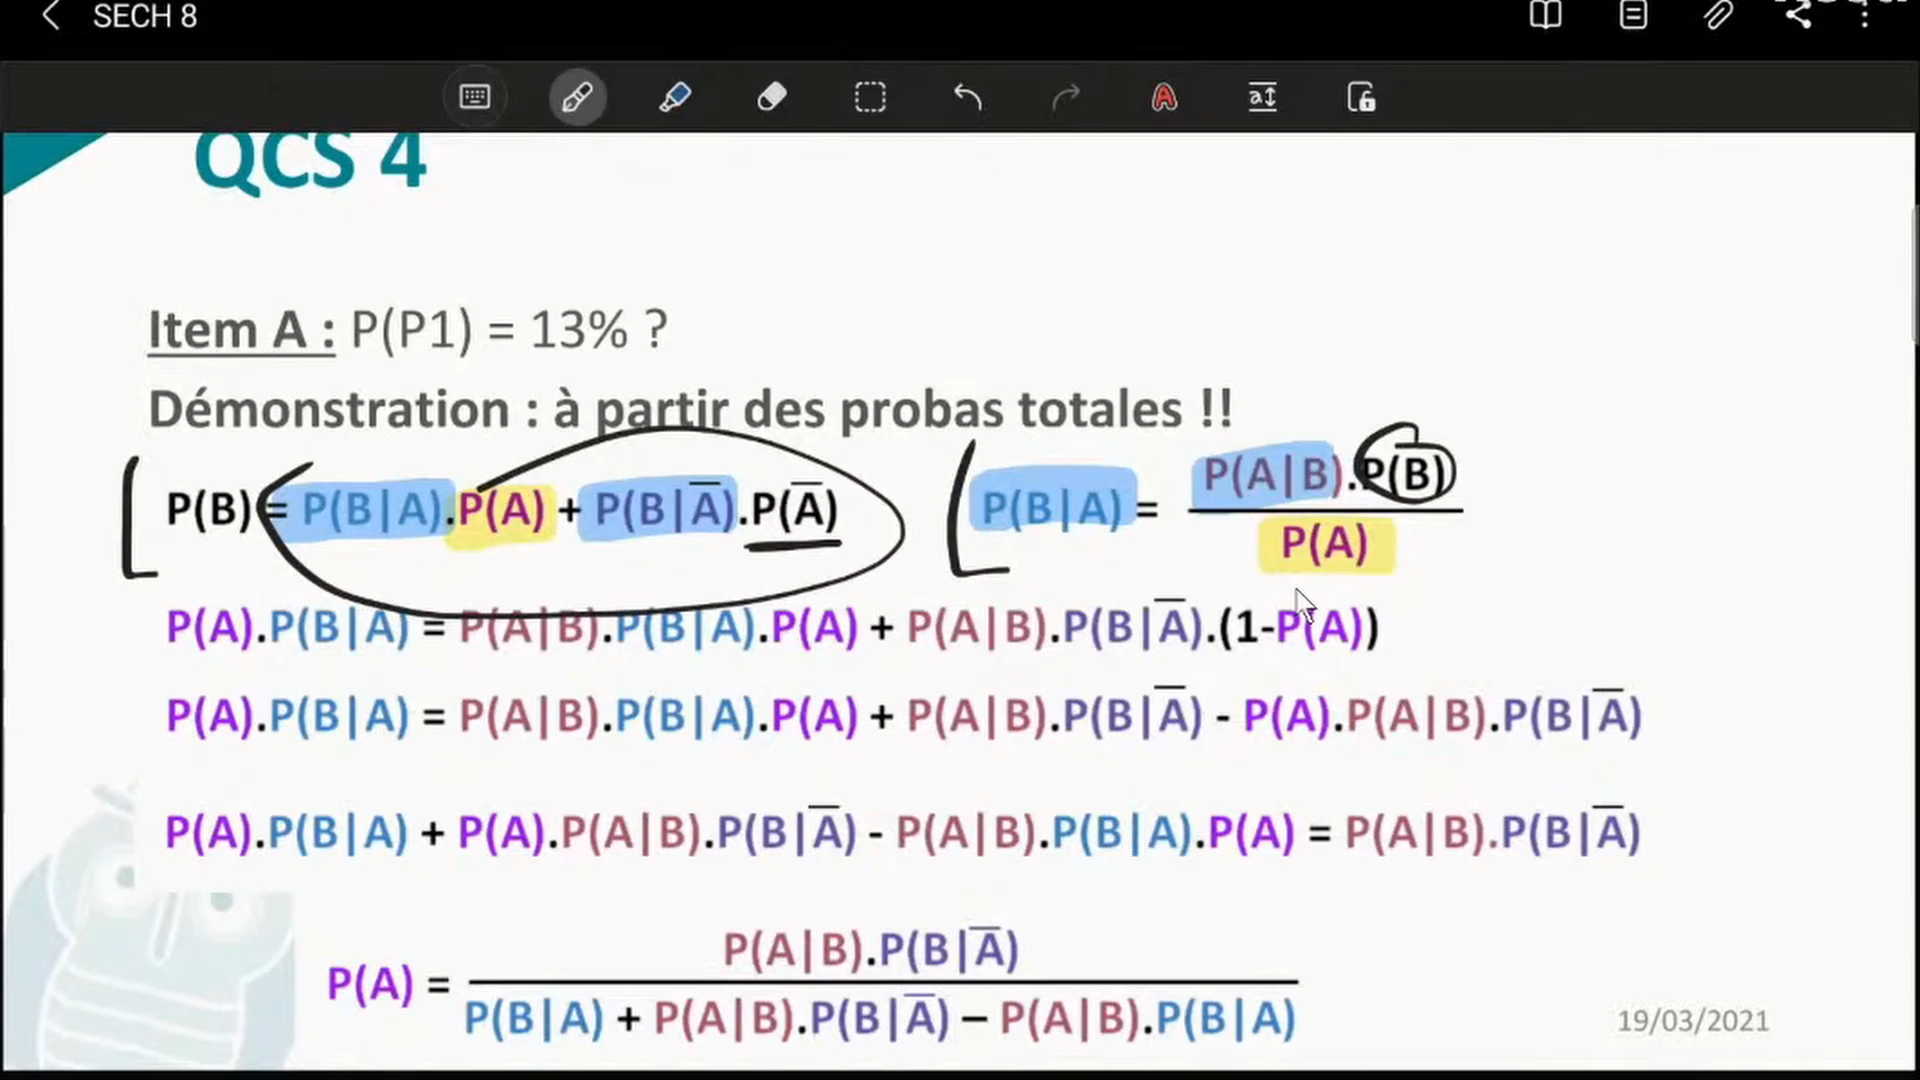 SECH 8
QCS 4
Item A : P(P1) = 13% ?
Démonstration : à partir des probas totales !!
P(B) = P(B|A).P(A) + P(B|A̅).P(A̅)
P(B|A) = P(A|B).P(B)
P(A)
P(A).P(B|A) = P(A|B).P(B|A).P(A) + P(A|B).P(B|A̅).(1-P(A))
P(A).P(B|A) = P(A|B).P(B|A).P(A) + P(A|B).P(B|A̅) - P(A).P(A|B).P(B|A̅)
P(A).P(B|A) + P(A).P(A|B).P(B|A̅) - P(A|B).P(B|A).P(A) = P(A|B).P(B|A̅)
P(A|B).P(B|A̅)
P(A) =
P(B|A) + P(A|B).P(B|A̅) – P(A|B).P(B|A)
19/03/2021